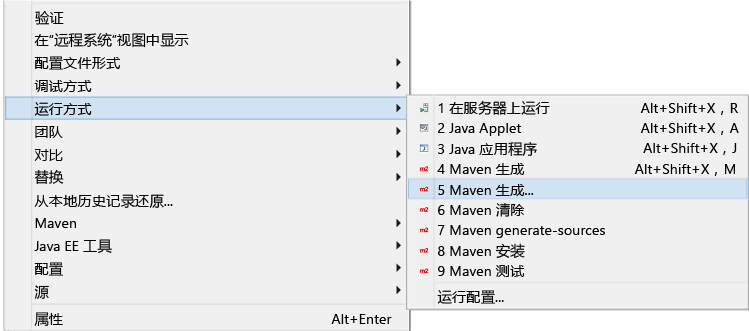 验证
在“远程系统”视图中显示
配置文件形式
调试方式
运行方式
团队
对比
替换
从本地历史记录还原...
Maven
Java EE 工具
配置
源
属性 Alt+Enter
1 在服务器上运行 Alt+Shift+X，R
2 Java Applet Alt+Shift+X，A
3 Java 应用程序 Alt+Shift+X，J
m2 4 Maven 生成 Alt+Shift+X，M
m2 5 Maven 生成...
m2 6 Maven 清除
m2 7 Maven generate-sources
m2 8 Maven 安装
m2 9 Maven 测试
运行配置...